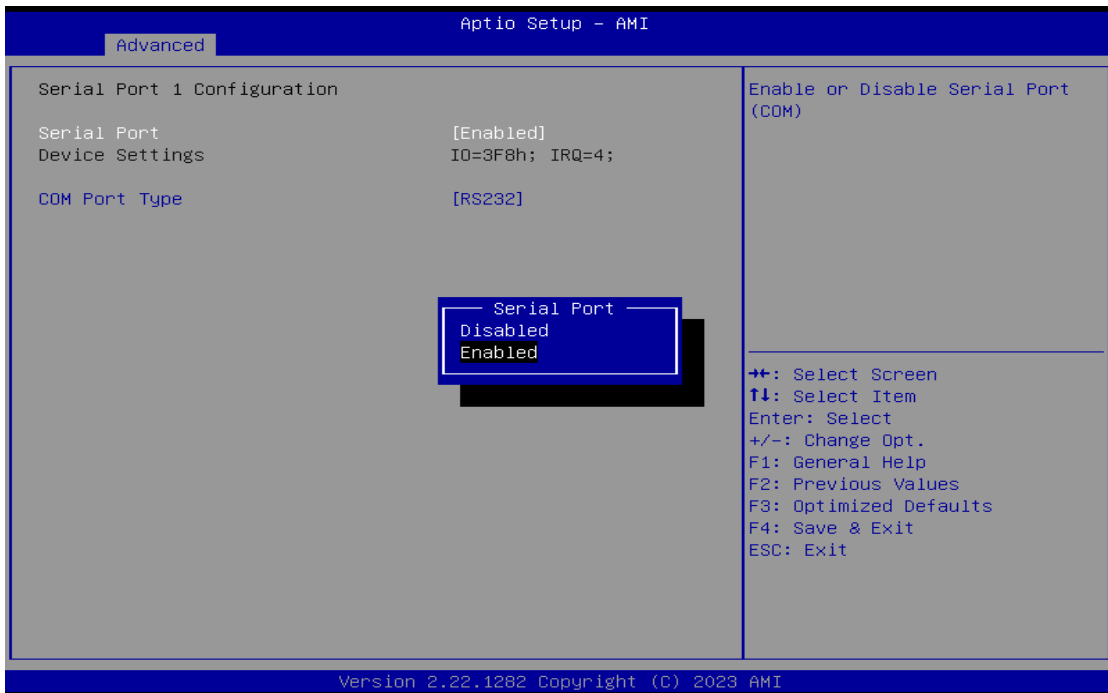 Aptio Setup – AMI
Advanced
Serial Port 1 Configuration
Serial Port [Enabled]
Device Settings IO=3F8h; IRQ=4;
COM Port Type [RS232]
Serial Port
Disabled
Enabled
Enable or Disable Serial Port
(COM)
→←: Select Screen
↑↓: Select Item
Enter: Select
+/-: Change Opt.
F1: General Help
F2: Previous Values
F3: Optimized Defaults
F4: Save & Exit
ESC: Exit
Version 2.22.1282 Copyright (C) 2023 AMI